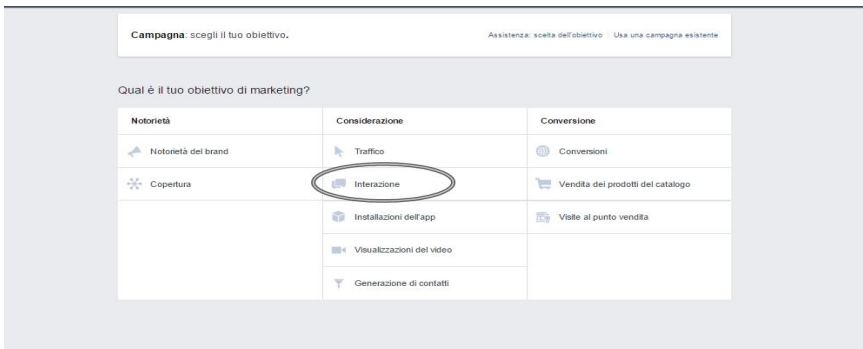 Campagna: scegli il tuo obiettivo.
Assistenza: scelta dell'obiettivo | Usa una campagna esistente
Qual è il tuo obiettivo di marketing?
Notorietà
Notorietà del brand
Copertura
Considerazione
Traffico
Interazione
Installazioni dell'app
Visualizzazioni del video
Generazione di contatti
Conversione
Conversioni
Vendita dei prodotti del catalogo
Visite al punto vendita